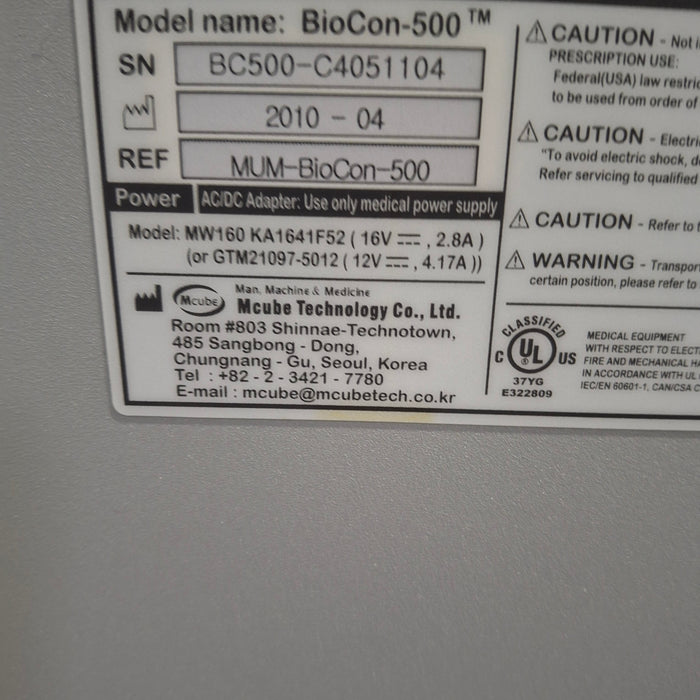 Model name: BioCon-500™
SN BC500-C4051104
2010 - 04
REF MUM-BioCon-500
Power AC/DC Adapter: Use only medical power supply
Model: MW160 KA1641F52 ( 16V ⎓ , 2.8A )
(or GTM21097-5012 ( 12V ⎓ , 4.17A ))
Mcube
Man, Machine & Medicine
Mcube Technology Co., Ltd.
Room #803 Shinnae-Technotown,
485 Sangbong - Dong,
Chungnang - Gu, Seoul, Korea
Tel : +82 - 2 - 3421 - 7780
E-mail : mcube@mcubetech.co.kr
⚠ CAUTION - Not
PRESCRIPTION USE:
Federal(USA) law
to be used from order of
⚠ CAUTION -
"To avoid electric shock,
Refer servicing to qualified
⚠ CAUTION - Refer to
⚠ WARNING -
certain position, please refer to
CLASSIFIED
C UL ® US
37YG
E322809
MEDICAL EQUIPMENT
WITH RESPECT TO
FIRE AND MECHANICAL
IN ACCORDANCE WITH UL
IEC/EN 60601-1, CAN/CSA